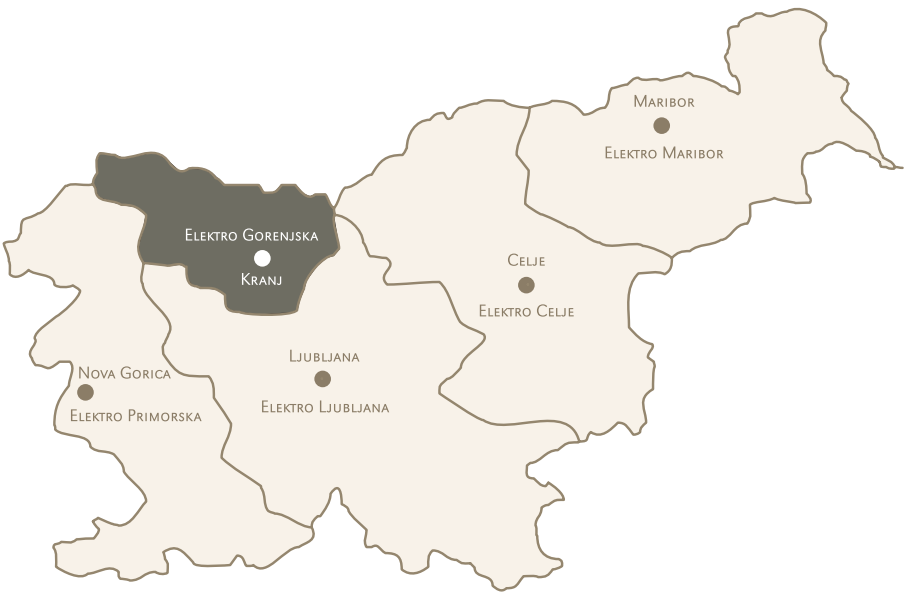 Maribor
Elektro Maribor
Elektro Gorenjska
Kranj
Celje
Elektro Celje
Ljubljana
Elektro Ljubljana
Nova Gorica
Elektro Primorska